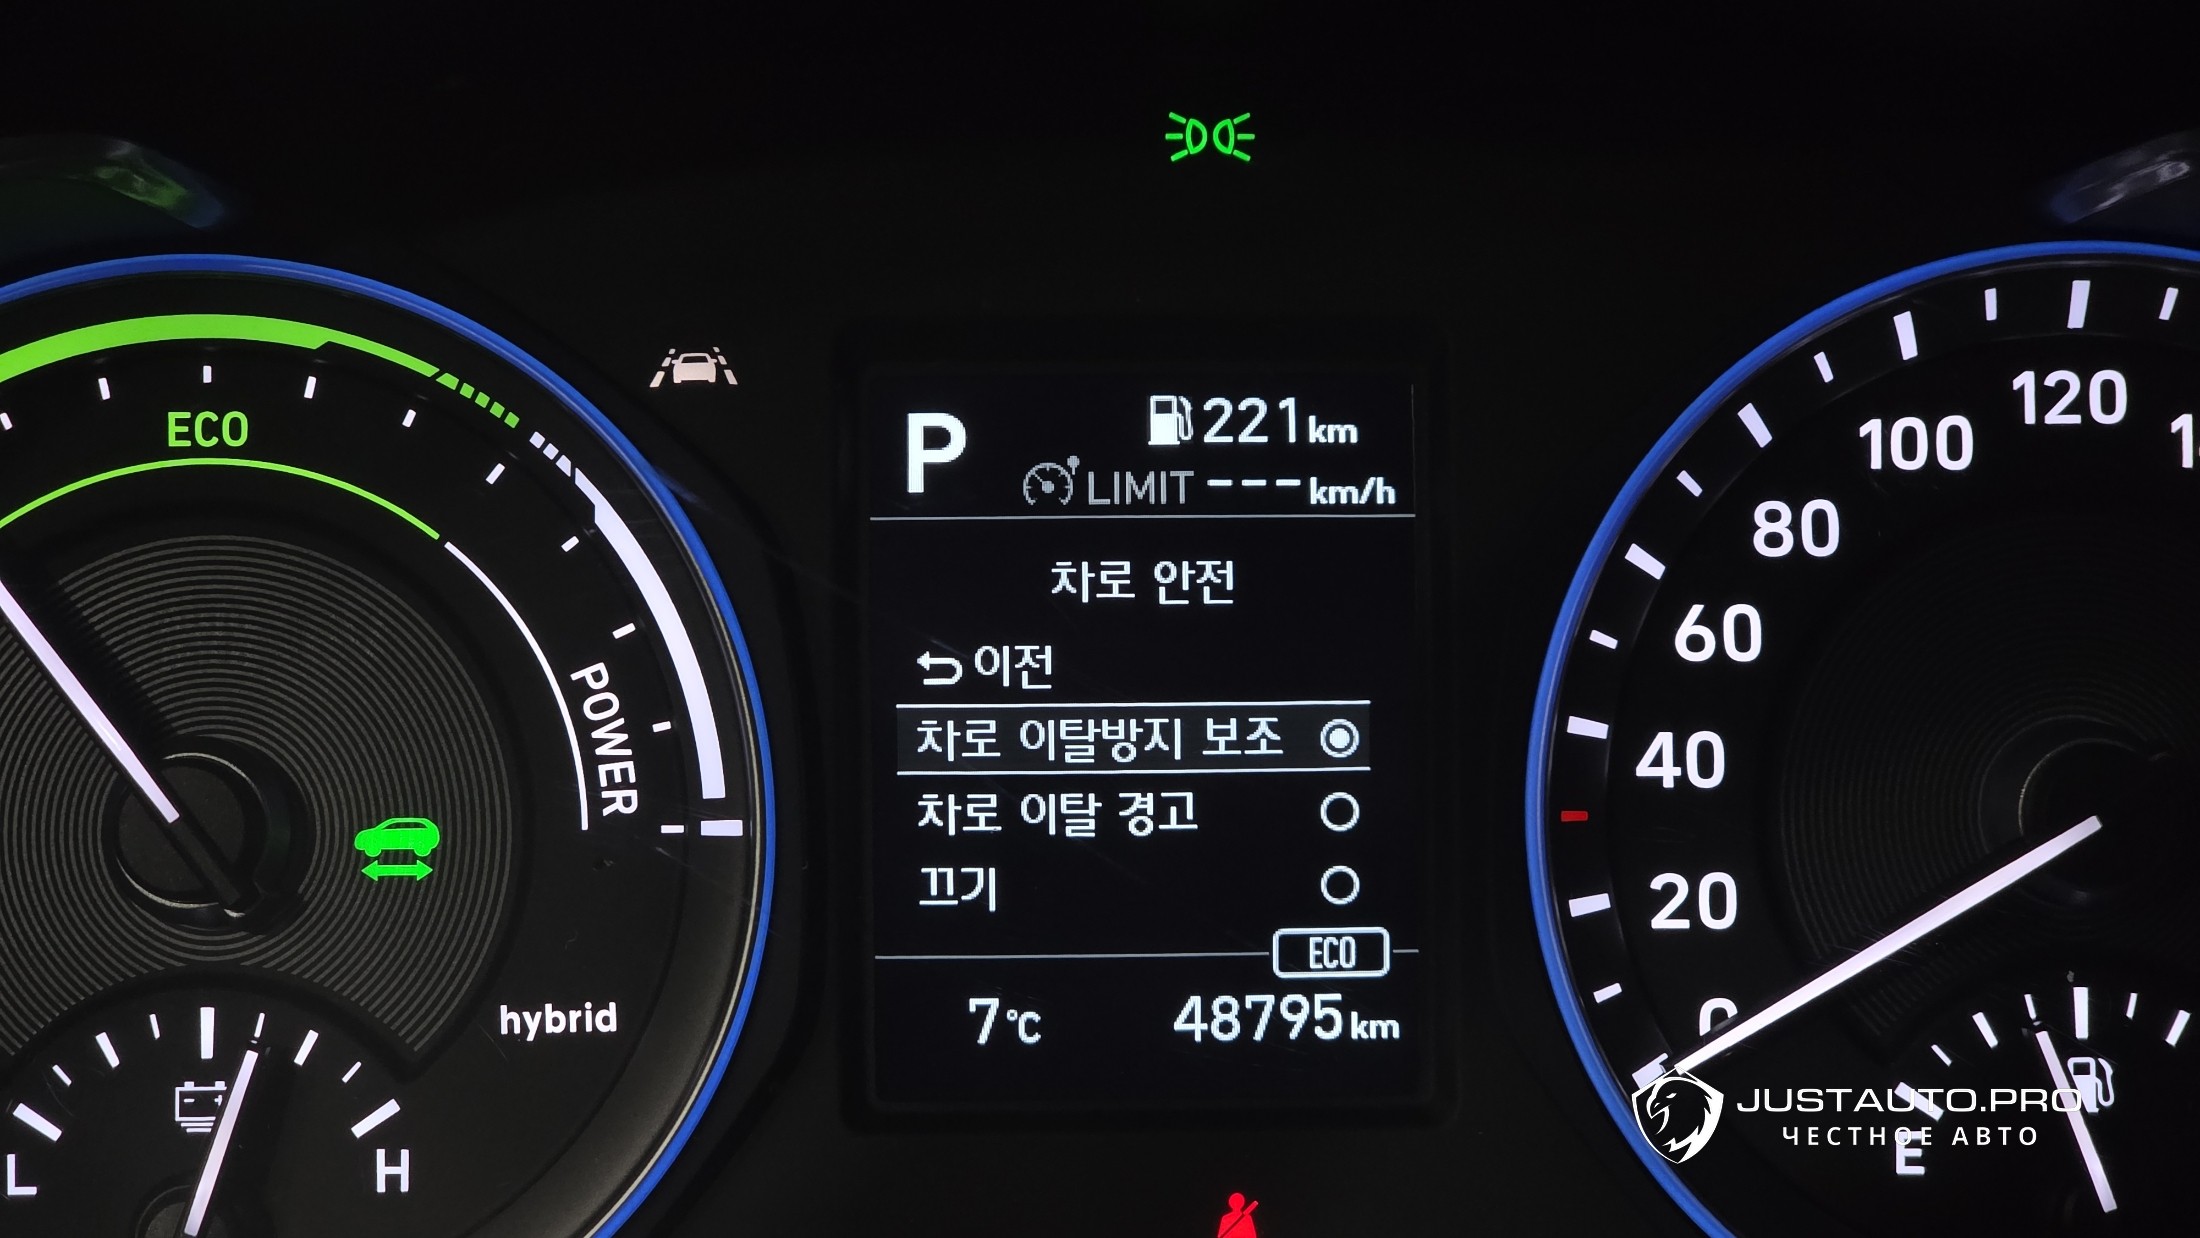 ECO
POWER
hybrid
L
H
P
221km
LIMIT ---km/h
차로 안전
이전
차로 이탈방지 보조
차로 이탈 경고
끄기
ECO
7℃
48795km
0
20
40
60
80
100
120
E
JUSTAUTO.PRO
ЧЕСТНОЕ АВТО